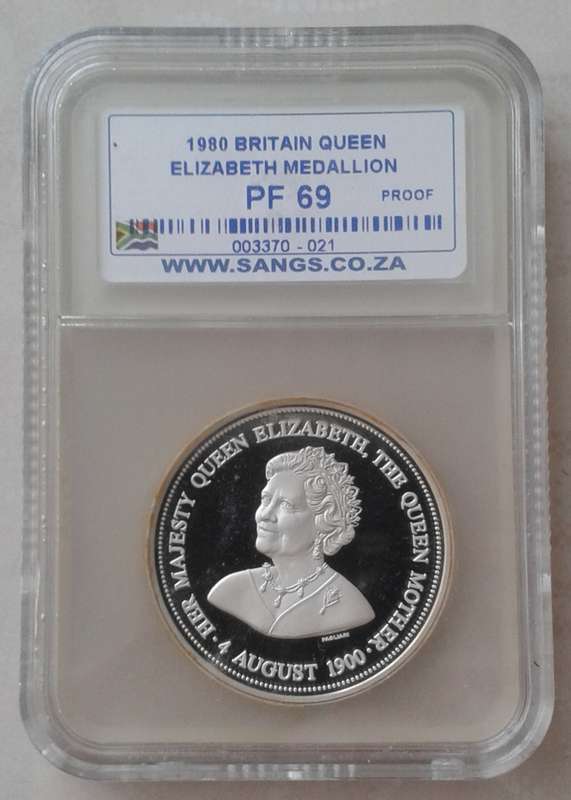 1980 BRITAIN QUEEN
ELIZABETH MEDALLION
PF 69 PROOF
003370 - 021
WWW.SANGS.CO.ZA
· HER MAJESTY QUEEN ELIZABETH, THE QUEEN MOTHER ·
4 AUGUST 1900
PAGLIARI